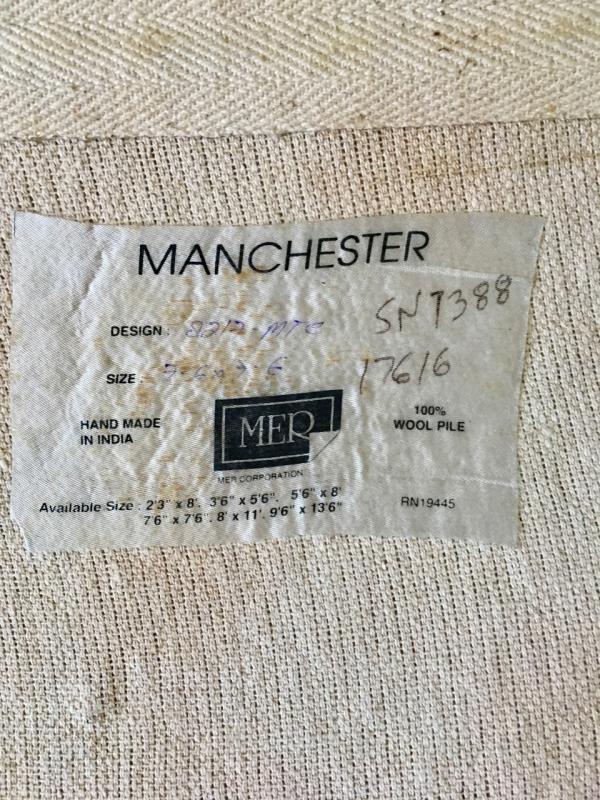 MANCHESTER
DESIGN :
SN7388
SIZE :
17616
HAND MADE
IN INDIA
MER
MER CORPORATION
100%
WOOL PILE
Available Size : 2'3" x 8'. 3'6" x 5'6". 5'6" x 8'
7'6" x 7'6". 8' x 11'. 9'6" x 13'6"
RN19445